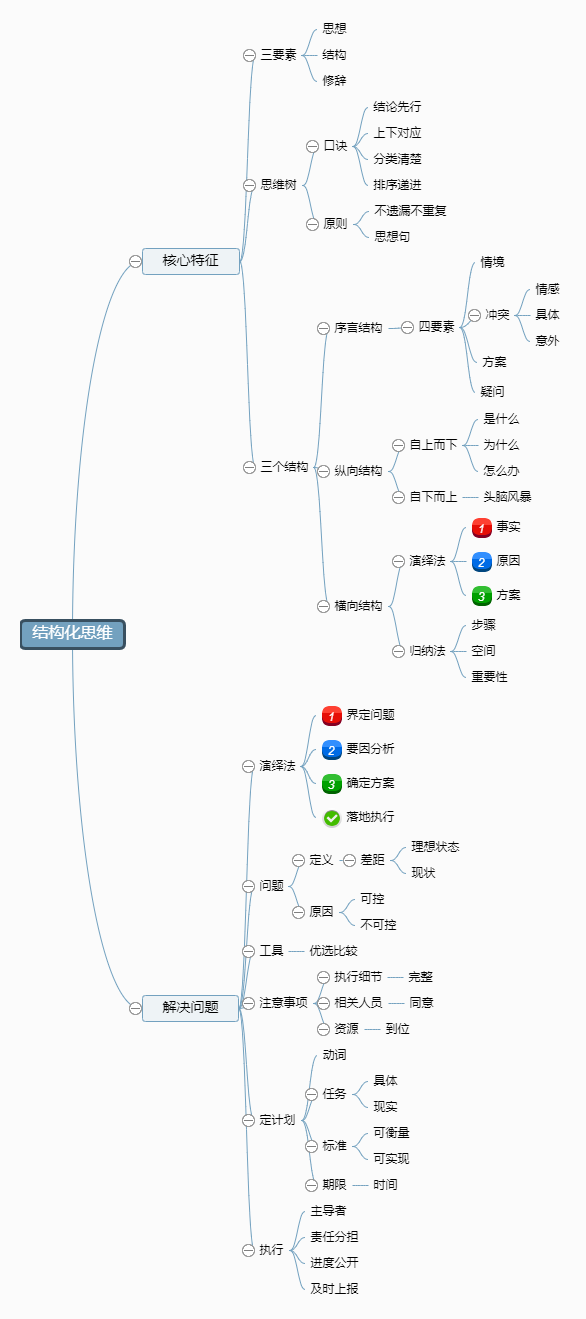 思想
三要素
结构
修辞
结论先行
上下对应
口诀
分类清楚
思维树
排序递进
不遗漏不重复
原则
思想句
核心特征
情境
情感
冲突
具体
序言结构
四要素
意外
方案
疑问
是什么
自上而下
为什么
三个结构
纵向结构
怎么办
自下而上
头脑风暴
1 事实
演绎法
2 原因
3 方案
横向结构
步骤
归纳法
空间
重要性
结构化思维
1 界定问题
2 要因分析
演绎法
3 确定方案
落地执行
理想状态
定义
差距
现状
问题
可控
原因
不可控
工具
优选比较
执行细节
完整
解决问题
注意事项
相关人员
同意
资源
到位
动词
具体
任务
现实
定计划
可衡量
标准
可实现
期限
时间
主导者
责任分担
执行
进度公开
及时上报